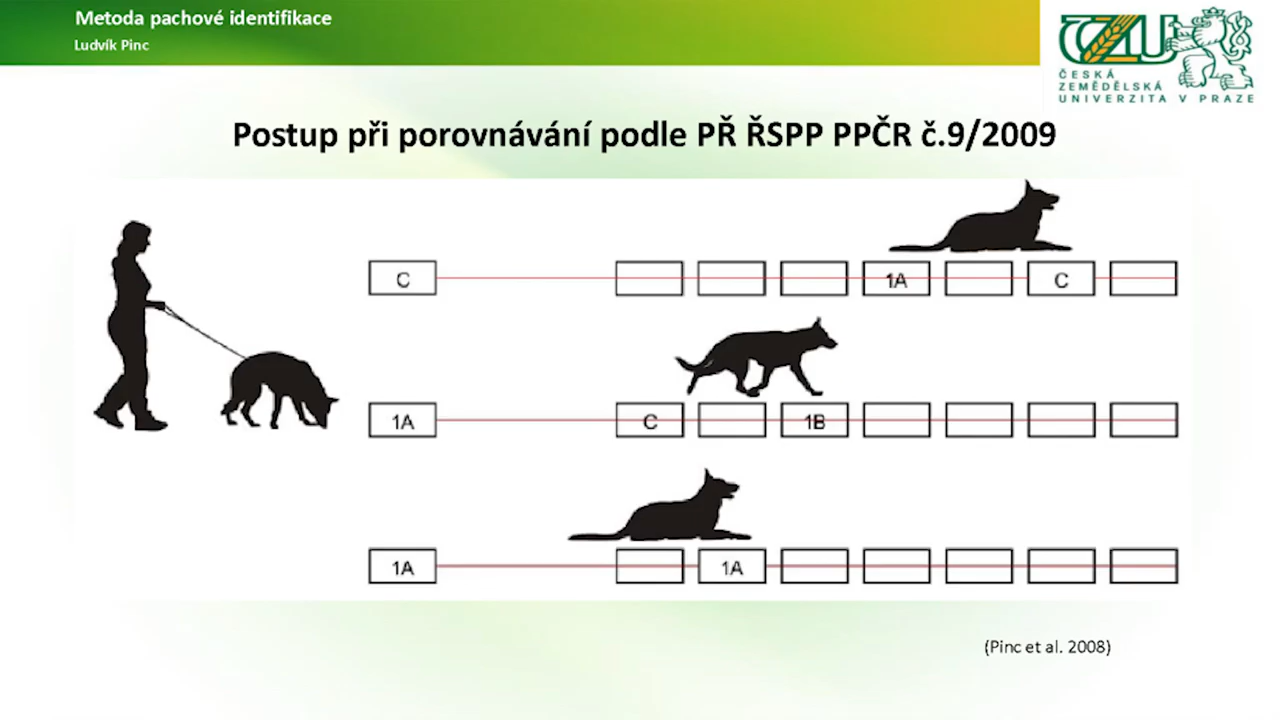 Metoda pachové identifikace
Ludvík Pinc
ČESKÁ
ZEMĚDĚLSKÁ
UNIVERZITA V PRAZE
Postup při porovnávání podle PŘ ŘSPP PPČR č.9/2009
C 1A C
1A C 1B
1A 1A
(Pinc et al. 2008)